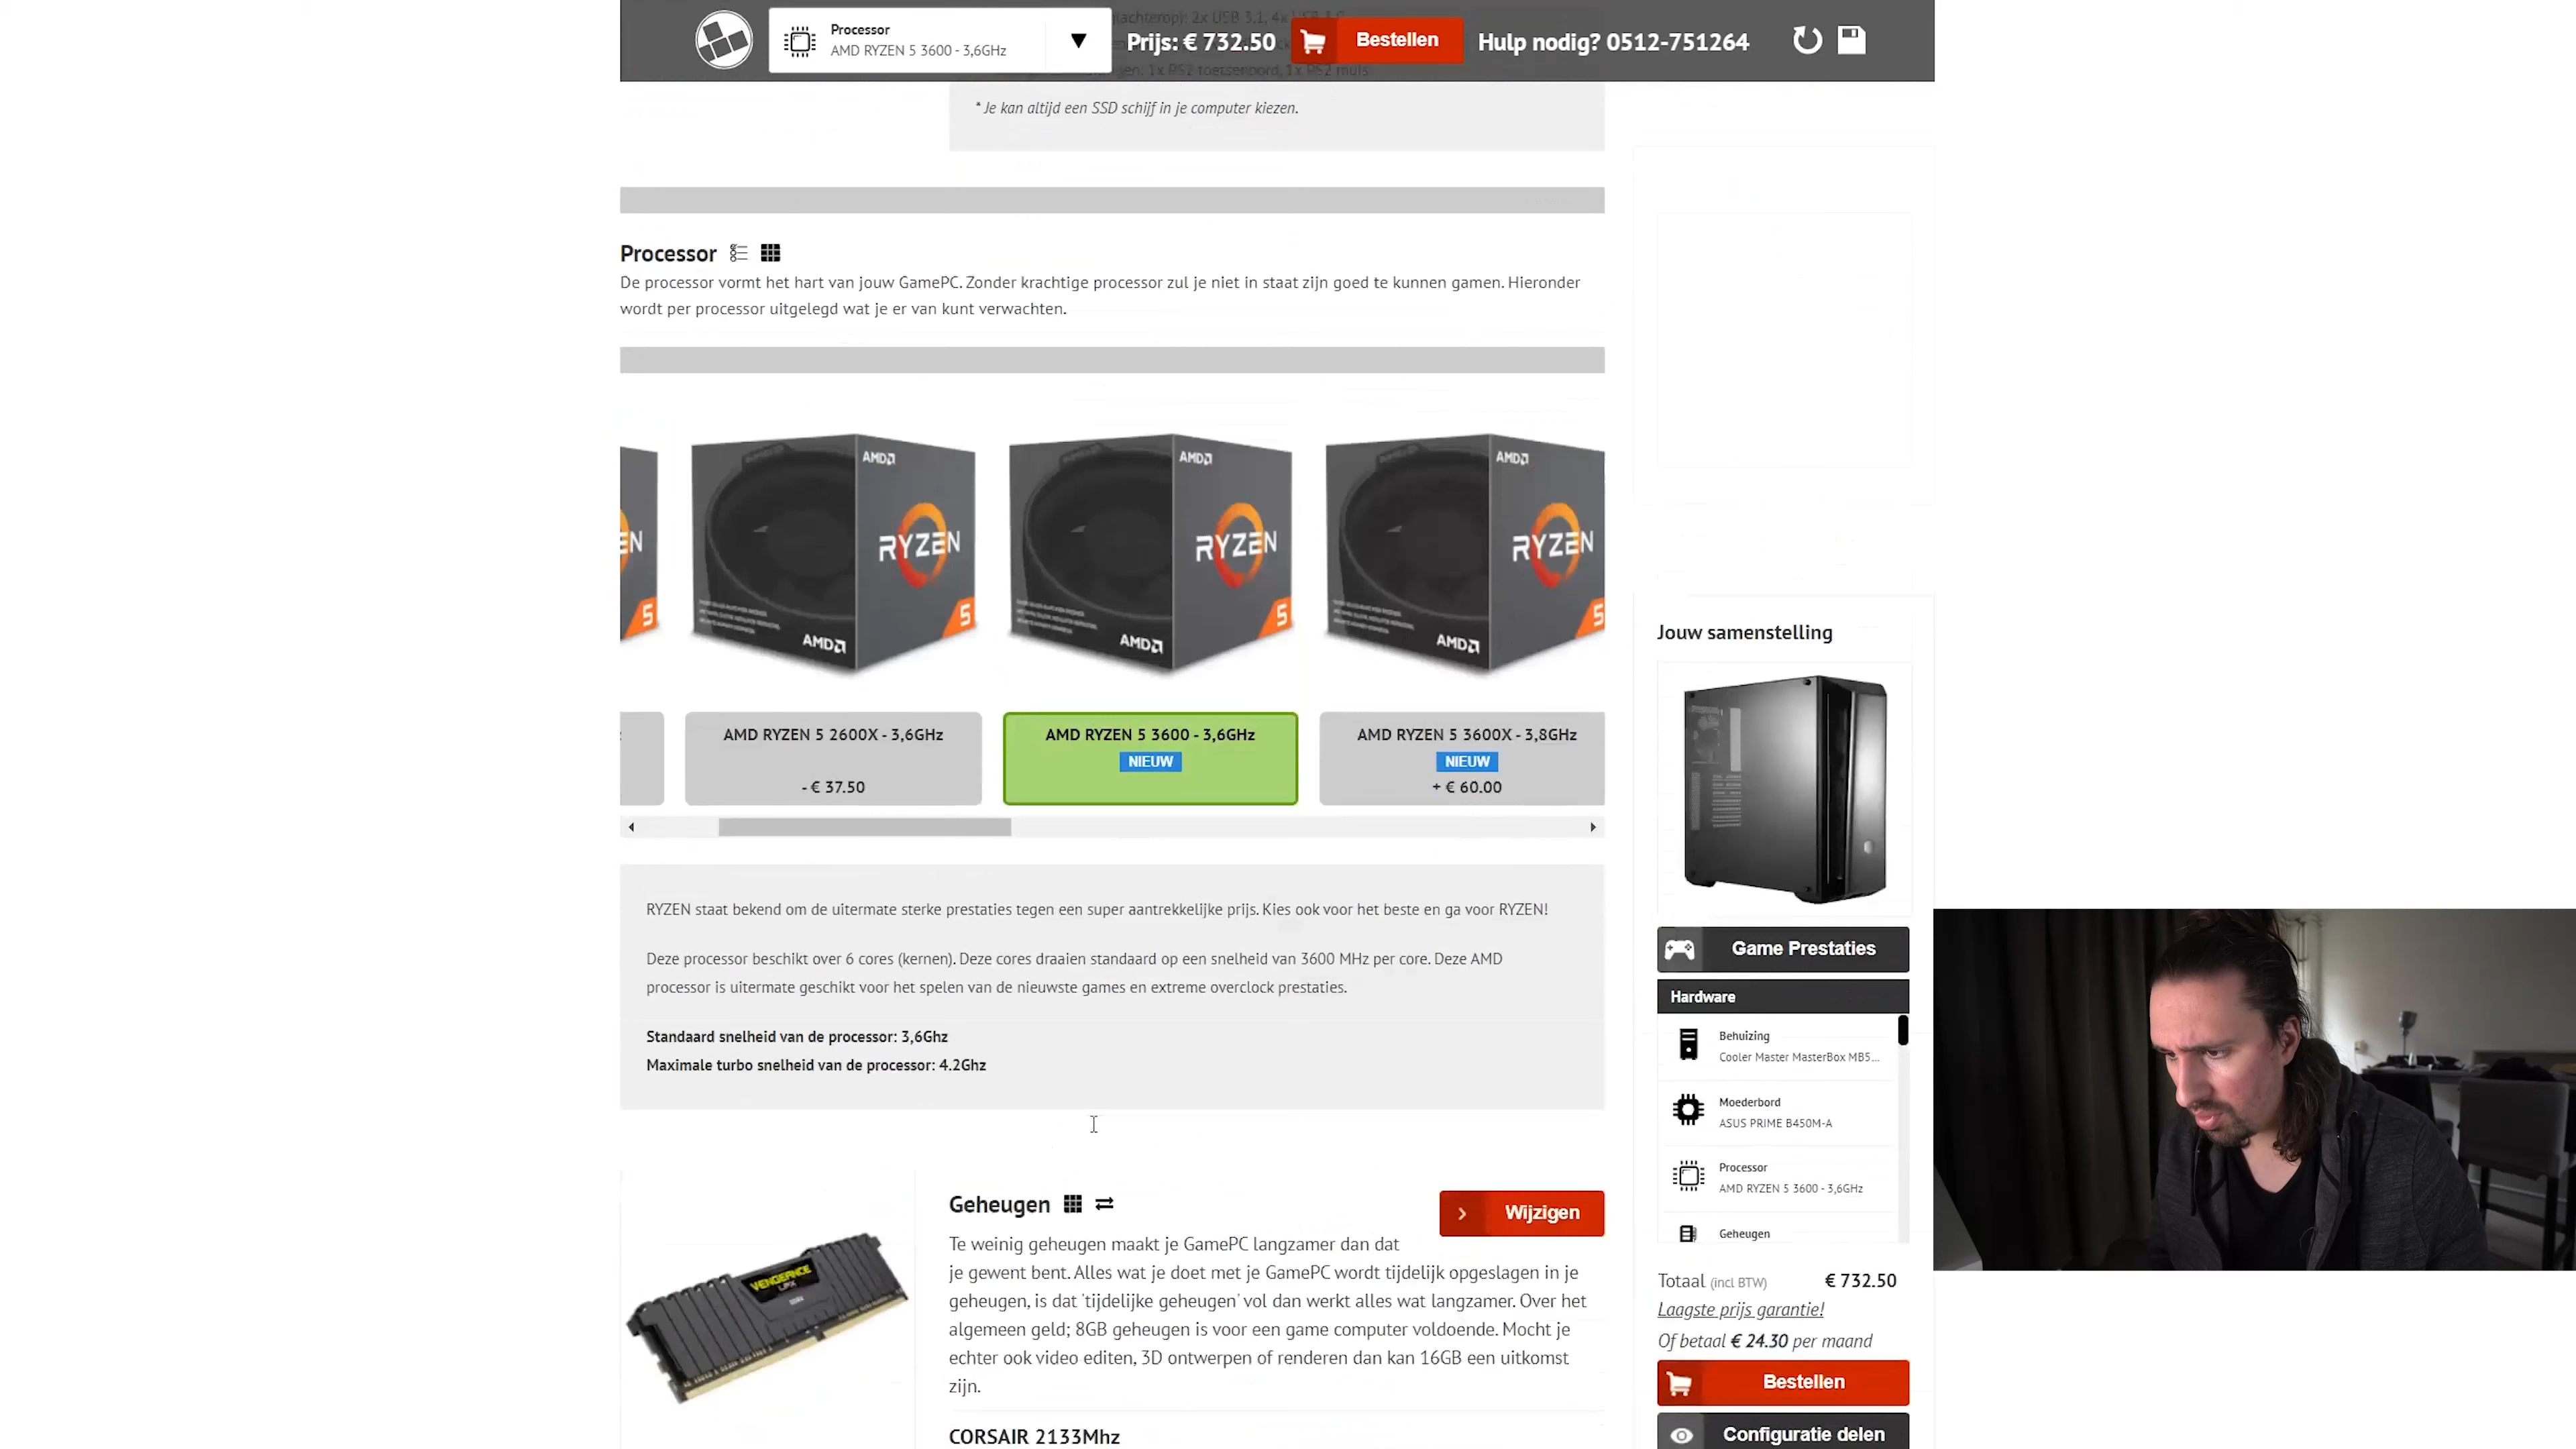 Processor
AMD RYZEN 5 3600 - 3,6GHz
▼
Prijs: € 732.50
Bestellen
Hulp nodig? 0512-751264
* Je kan altijd een SSD schijf in je computer kiezen.
Processor
De processor vormt het hart van jouw GamePC. Zonder krachtige processor zul je niet in staat zijn goed te kunnen gamen. Hieronder
wordt per processor uitgelegd wat je er van kunt verwachten.
5
AMD
RYZEN
5
AMD
AMD
RYZEN
5
AMD
AMD
RYZEN
5
AMD
AMD RYZEN 5 2600X - 3,6GHz
- € 37.50
AMD RYZEN 5 3600 - 3,6GHz
NIEUW
AMD RYZEN 5 3600X - 3,8GHz
NIEUW
+ € 60.00
RYZEN staat bekend om de uitermate sterke prestaties tegen een super aantrekkelijke prijs. Kies ook voor het beste en ga voor RYZEN!
Deze processor beschikt over 6 cores (kernen). Deze cores draaien standaard op een snelheid van 3600 MHz per core. Deze AMD
processor is uitermate geschikt voor het spelen van de nieuwste games en extreme overclock prestaties.
Standaard snelheid van de processor: 3,6Ghz
Maximale turbo snelheid van de processor: 4.2Ghz
VENGEANCE
LPX
DDR4
Geheugen
Wijzigen
Te weinig geheugen maakt je GamePC langzamer dan dat
je gewent bent. Alles wat je doet met je GamePC wordt tijdelijk opgeslagen in je
geheugen, is dat 'tijdelijke geheugen' vol dan werkt alles wat langzamer. Over het
algemeen geld; 8GB geheugen is voor een game computer voldoende. Mocht je
echter ook video editen, 3D ontwerpen of renderen dan kan 16GB een uitkomst
zijn.
CORSAIR 2133Mhz
Jouw samenstelling
Game Prestaties
Hardware
Behuizing
Cooler Master MasterBox MB5...
Moederbord
ASUS PRIME B450M-A
Processor
AMD RYZEN 5 3600 - 3,6GHz
Geheugen
Totaal (incl BTW) € 732.50
Laagste prijs garantie!
Of betaal € 24.30 per maand
Bestellen
Configuratie delen